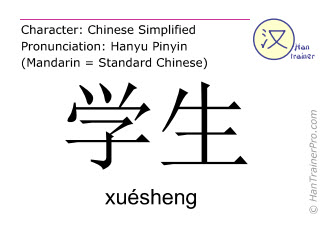 Character: Chinese Simplified
Pronunciation: Hanyu Pinyin
(Mandarin = Standard Chinese)
汉
Han
Trainer
学生
xuésheng
© HanTrainerPro.com